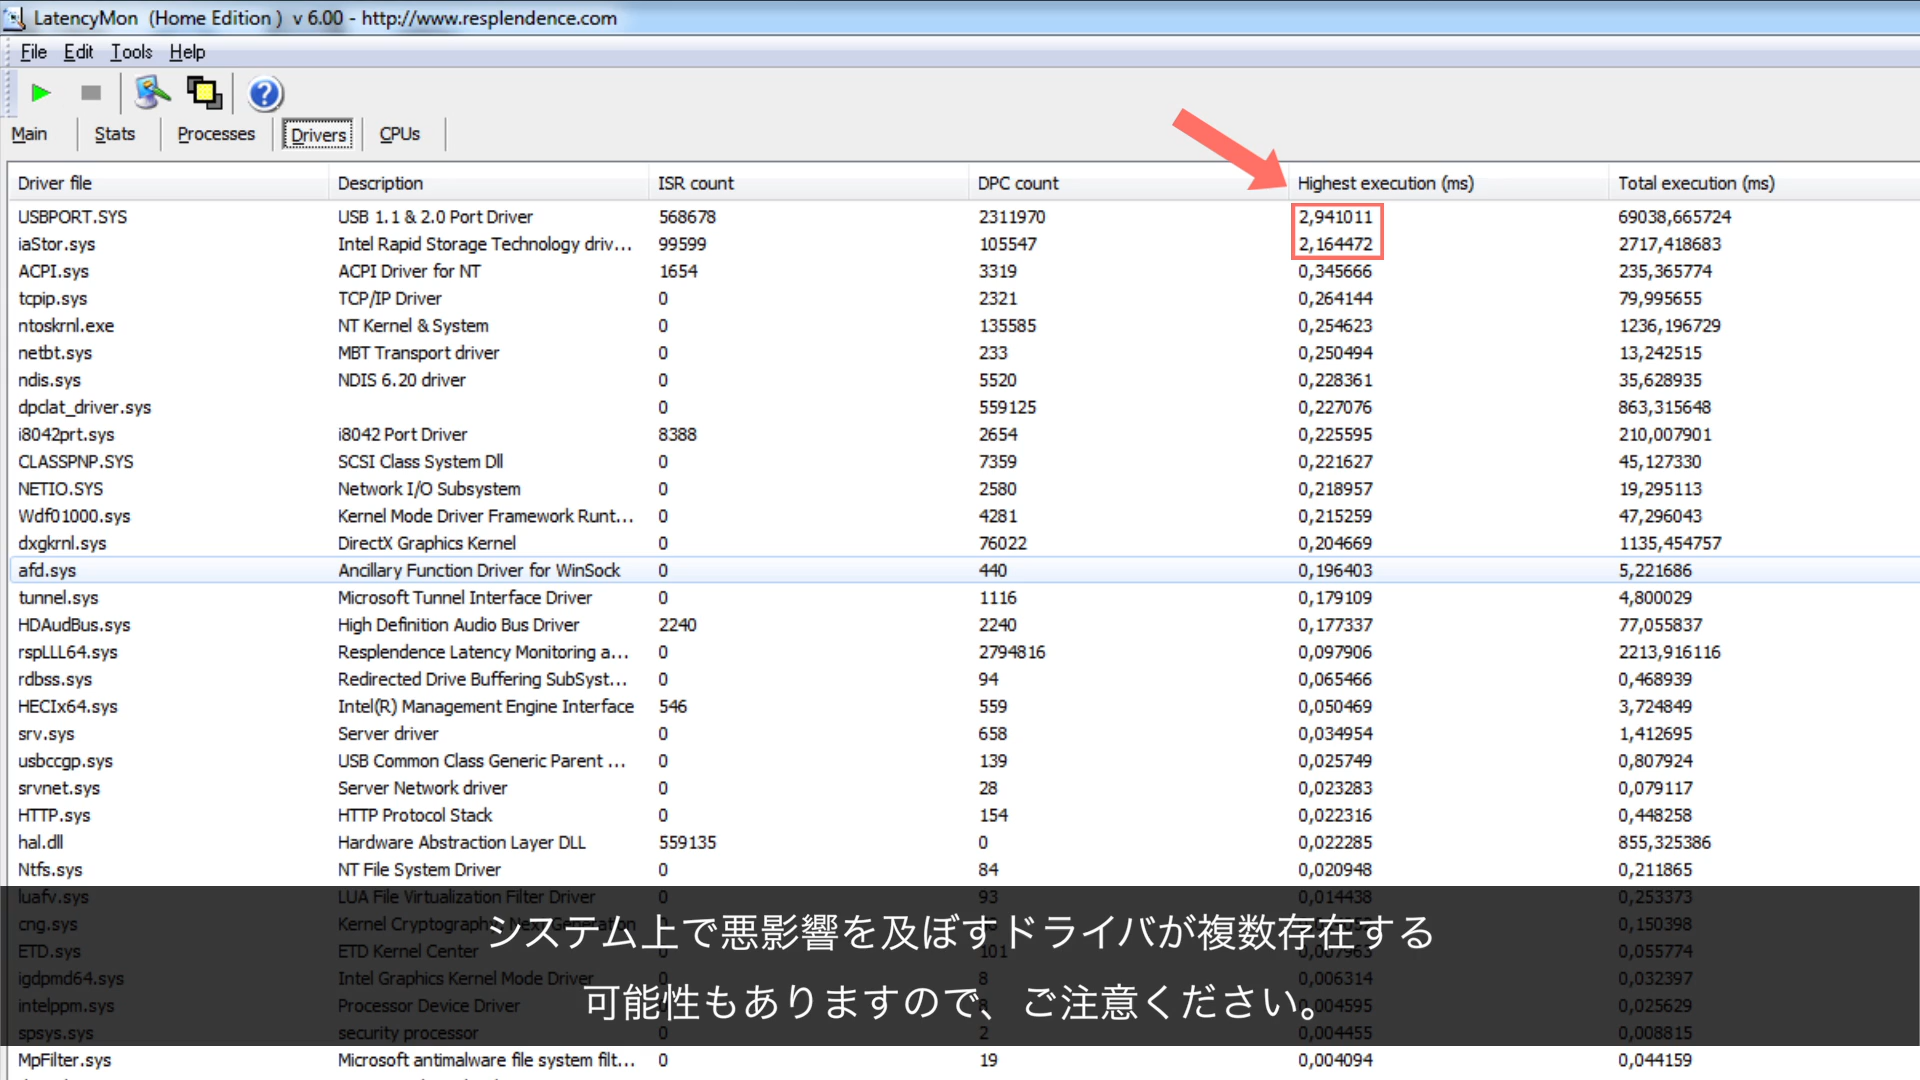 LatencyMon (Home Edition ) v 6.00 - http://www.resplendence.com
File Edit Tools Help
Main Stats Processes Drivers CPUs
Driver file Description ISR count DPC count Highest execution (ms) Total execution (ms)
USBPORT.SYS USB 1.1 & 2.0 Port Driver 568678 2311970 2,941011 69038,665724
iaStor.sys Intel Rapid Storage Technology driv... 99599 105547 2,164472 2717,418683
ACPI.sys ACPI Driver for NT 1654 3319 0,345666 235,365774
tcpip.sys TCP/IP Driver 0 2321 0,264144 79,995655
ntoskrnl.exe NT Kernel & System 0 135585 0,254623 1236,196729
netbt.sys MBT Transport driver 0 233 0,250494 13,242515
ndis.sys NDIS 6.20 driver 0 5520 0,228361 35,628935
dpclat_driver.sys 0 559125 0,227076 863,315648
i8042prt.sys i8042 Port Driver 8388 2654 0,225595 210,007901
CLASSPNP.SYS SCSI Class System Dll 0 7359 0,221627 45,127330
NETIO.SYS Network I/O Subsystem 0 2580 0,218957 19,295113
Wdf01000.sys Kernel Mode Driver Framework Runt... 0 4281 0,215259 47,296043
dxgkrnl.sys DirectX Graphics Kernel 0 76022 0,204669 1135,454757
afd.sys Ancillary Function Driver for WinSock 0 440 0,196403 5,221686
tunnel.sys Microsoft Tunnel Interface Driver 0 1116 0,179109 4,800029
HDAudBus.sys High Definition Audio Bus Driver 2240 2240 0,177337 77,055837
rspLLL64.sys Resplendence Latency Monitoring a... 0 2794816 0,097906 2213,916116
rdbss.sys Redirected Drive Buffering SubSyst... 0 94 0,065466 0,468939
HECIx64.sys Intel(R) Management Engine Interface 546 559 0,050469 3,724849
srv.sys Server driver 0 658 0,034954 1,412695
usbccgp.sys USB Common Class Generic Parent ... 0 139 0,025749 0,807924
srvnet.sys Server Network driver 0 28 0,023283 0,079117
HTTP.sys HTTP Protocol Stack 0 154 0,022316 0,448258
hal.dll Hardware Abstraction Layer DLL 559135 0 0,022285 855,325386
Ntfs.sys NT File System Driver 0 84 0,020948 0,211865
luafv.sys LUA File Virtualization Filter Driver 0 93 0,014438 0,253373
cng.sys Kernel Cryptography, Next Generation 0,150398
システム上で悪影響を及ぼすドライバが複数存在する
ETD.sys ETD Kernel Center 0 101 0,007963 0,055774
igdpmd64.sys Intel Graphics Kernel Mode Driver 0 8 0,006314 0,032397
intelppm.sys Processor Device Driver 0,004595 0,025629
可能性もありますので、ご注意ください。
spsys.sys security processor 0 2 0,004455 0,008815
MpFilter.sys Microsoft antimalware file system filt... 0 19 0,004094 0,044159